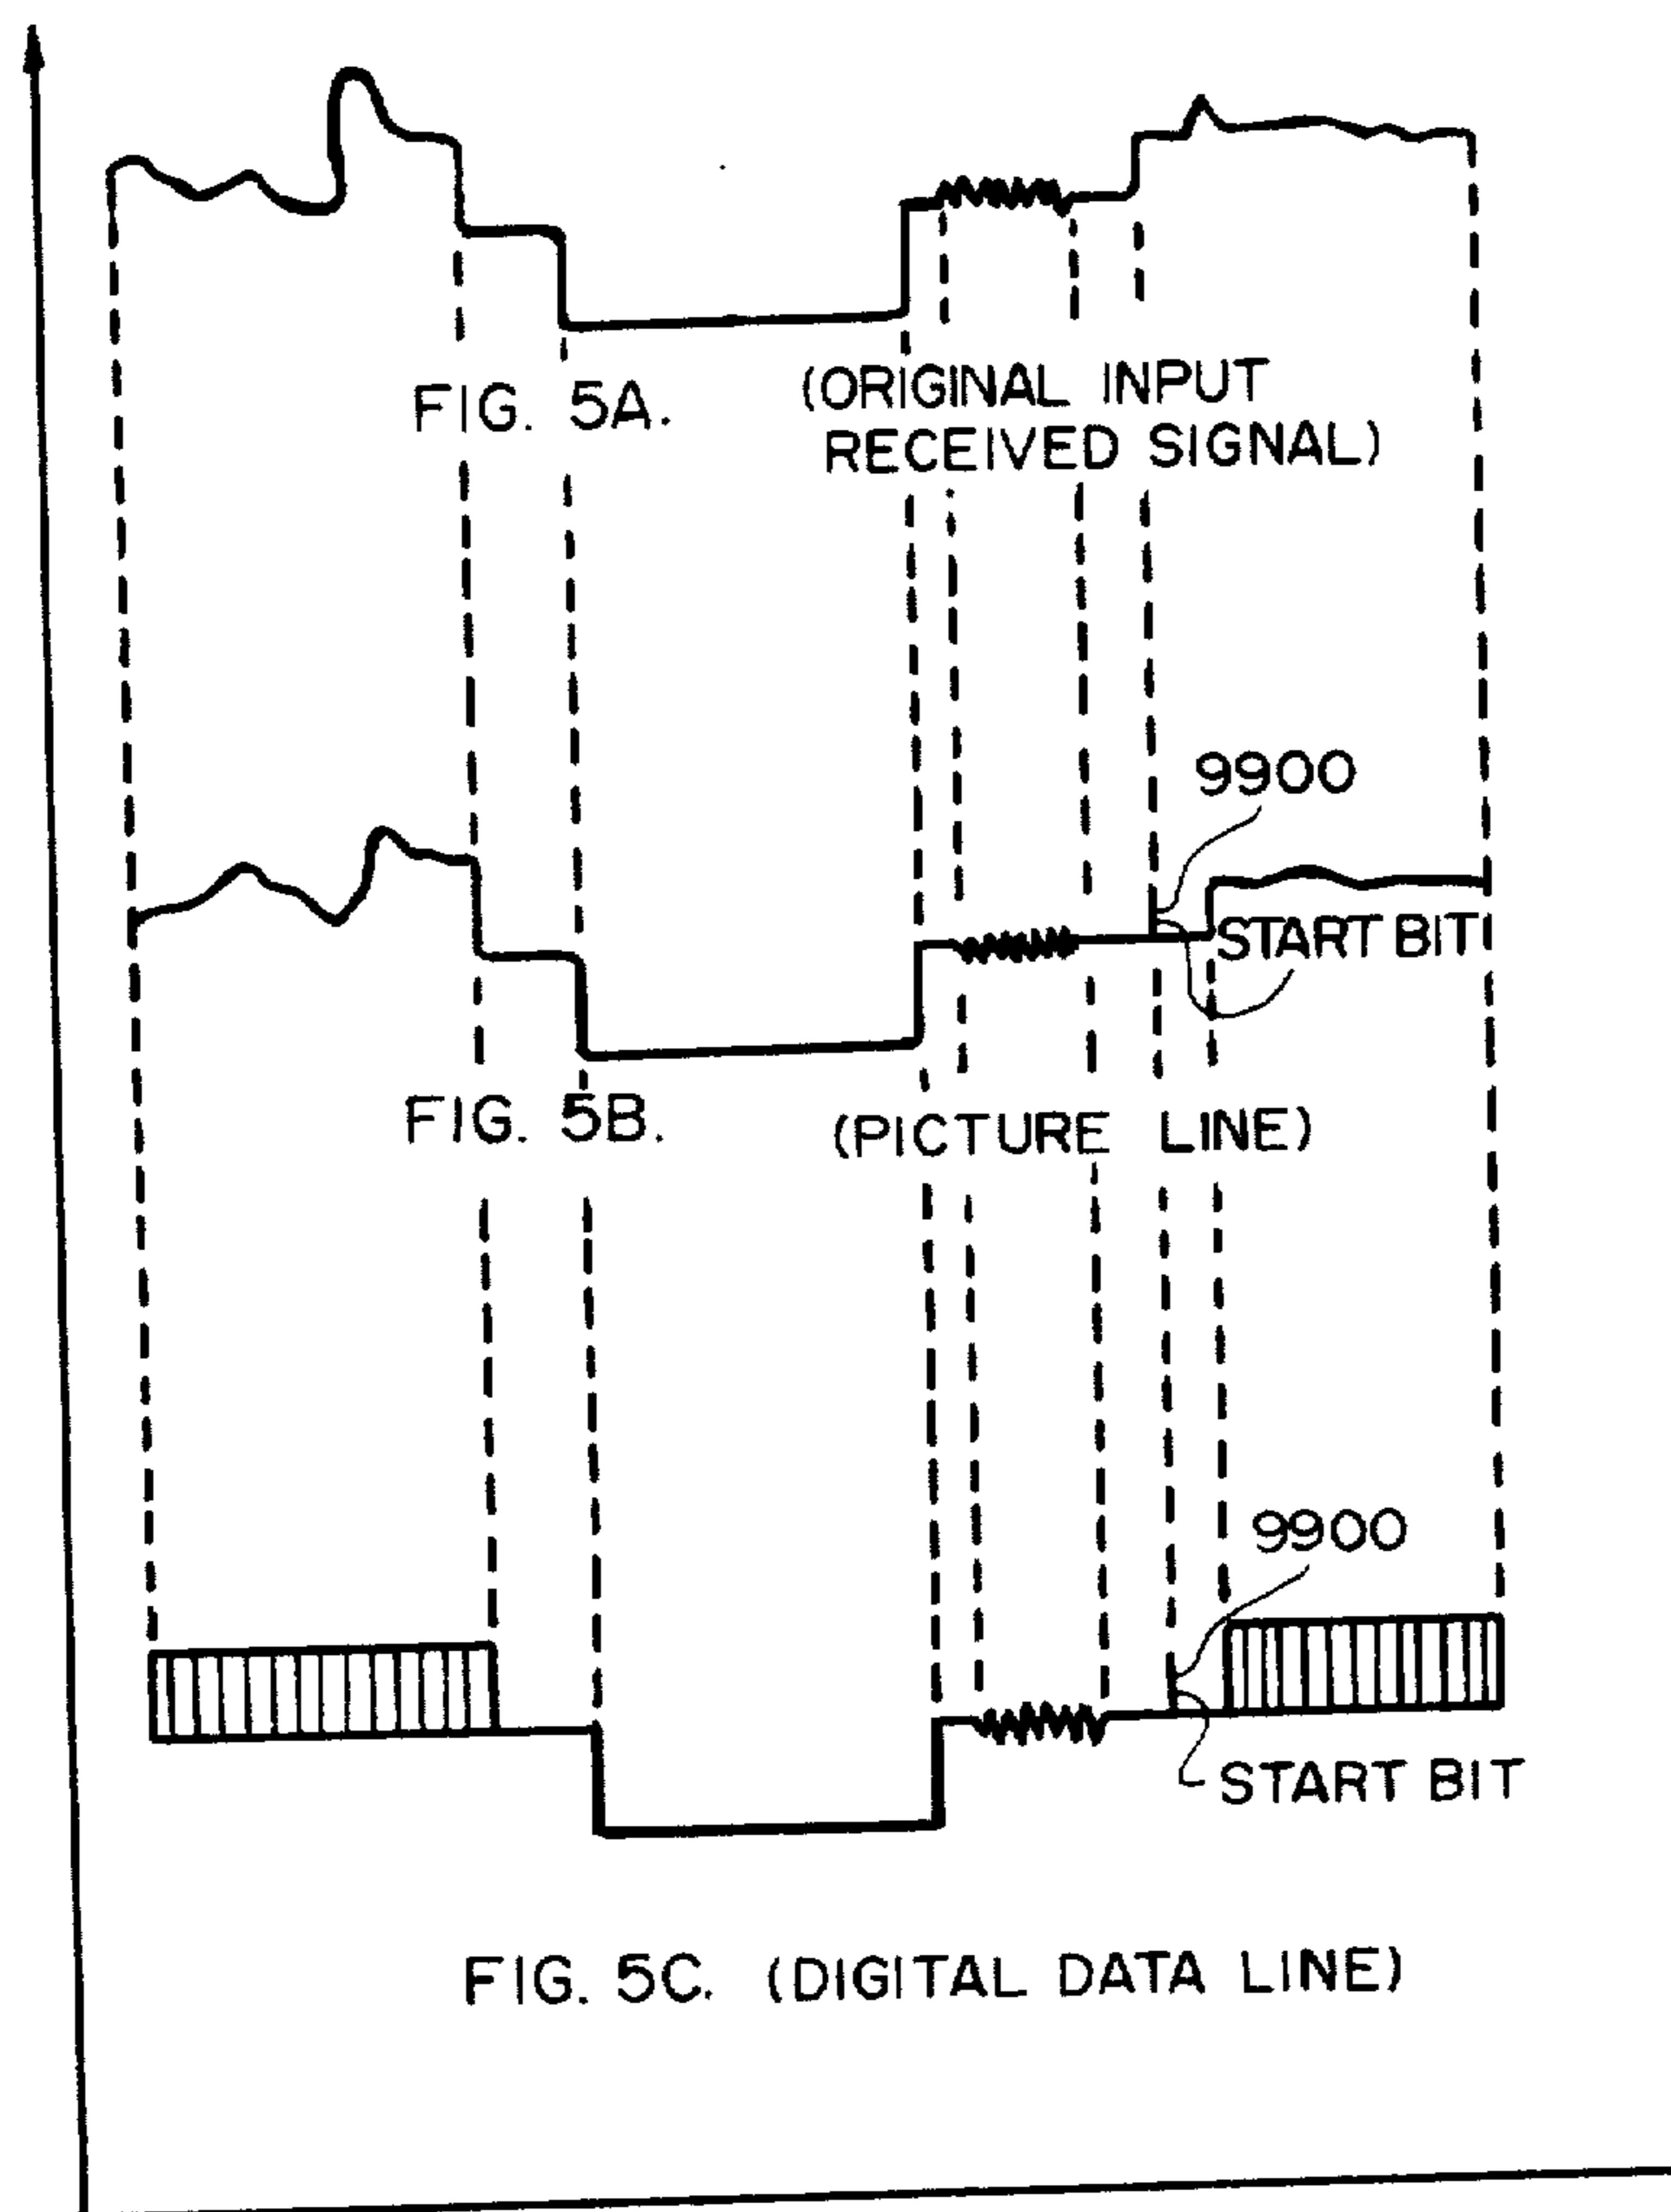 FIG. 5A.
(ORIGINAL INPUT
RECEIVED SIGNAL)
9900
START BIT
FIG. 5B.
(PICTURE LINE)
9900
START BIT
FIG. 5C. (DIGITAL DATA LINE)